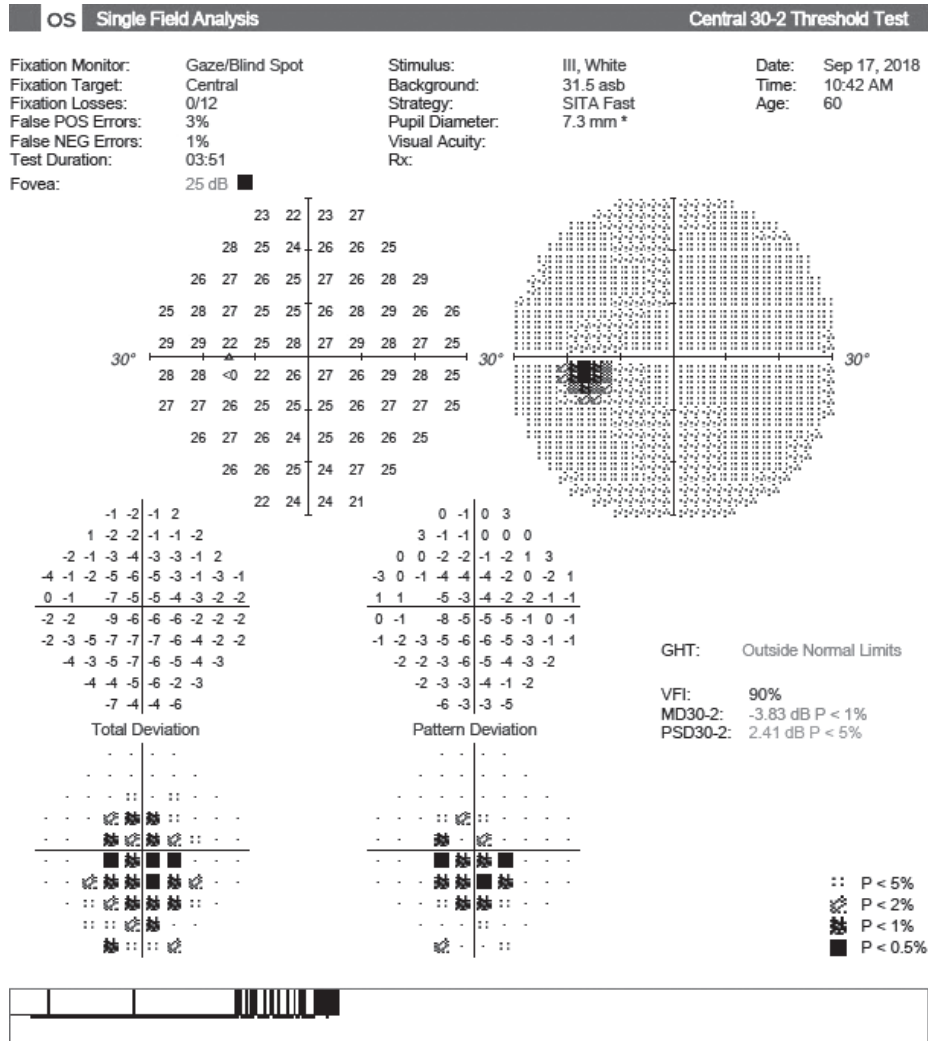 OS Single Field Analysis Central 30-2 Threshold Test
Fixation Monitor: Gaze/Blind Spot Stimulus: III, White Date: Sep 17, 2018
Fixation Target: Central Background: 31.5 asb Time: 10:42 AM
Fixation Losses: 0/12 Strategy: SITA Fast Age: 60
False POS Errors: 3% Pupil Diameter: 7.3 mm *
False NEG Errors: 1% Visual Acuity:
Test Duration: 03:51 Rx:
Fovea: 25 dB
23 22 23 27
28 25 24 26 26 25
26 27 26 25 27 26 28 29
25 28 27 25 25 26 28 29 26 26
29 29 22 25 28 27 29 28 27 25
30° 30° 30°
28 28 <0 22 26 27 26 29 28 25
27 27 26 25 25 25 26 27 27 25
26 27 26 24 25 26 26 25
26 26 25 24 27 25
22 24 24 21
-1 -2 -1 2 0 -1 0 3
1 -2 -2 -1 -1 -2 3 -1 -1 0 0 0
-2 -1 -3 -4 -3 -3 -1 2 0 0 -2 -2 -1 -2 1 3
-4 -1 -2 -5 -6 -5 -3 -1 -3 -1 -3 0 -1 -4 -4 -4 -2 0 -2 1
0 -1 -7 -5 -5 -4 -3 -2 -2 1 1 -5 -3 -4 -2 -2 -1 -1
-2 -2 -9 -6 -6 -6 -2 -2 -2 0 -1 -8 -5 -5 -5 -1 0 -1
-2 -3 -5 -7 -7 -7 -6 -4 -2 -2 -1 -2 -3 -5 -6 -6 -5 -3 -1 -1
-4 -3 -5 -7 -6 -5 -4 -3 -2 -2 -3 -6 -5 -4 -3 -2
-4 -4 -5 -6 -2 -3 -2 -3 -3 -4 -1 -2
-7 -4 -4 -6 -6 -3 -3 -5
GHT: Outside Normal Limits
VFI: 90%
MD30-2: -3.83 dB P < 1%
PSD30-2: 2.41 dB P < 5%
Total Deviation Pattern Deviation
P < 5%
P < 2%
P < 1%
P < 0.5%